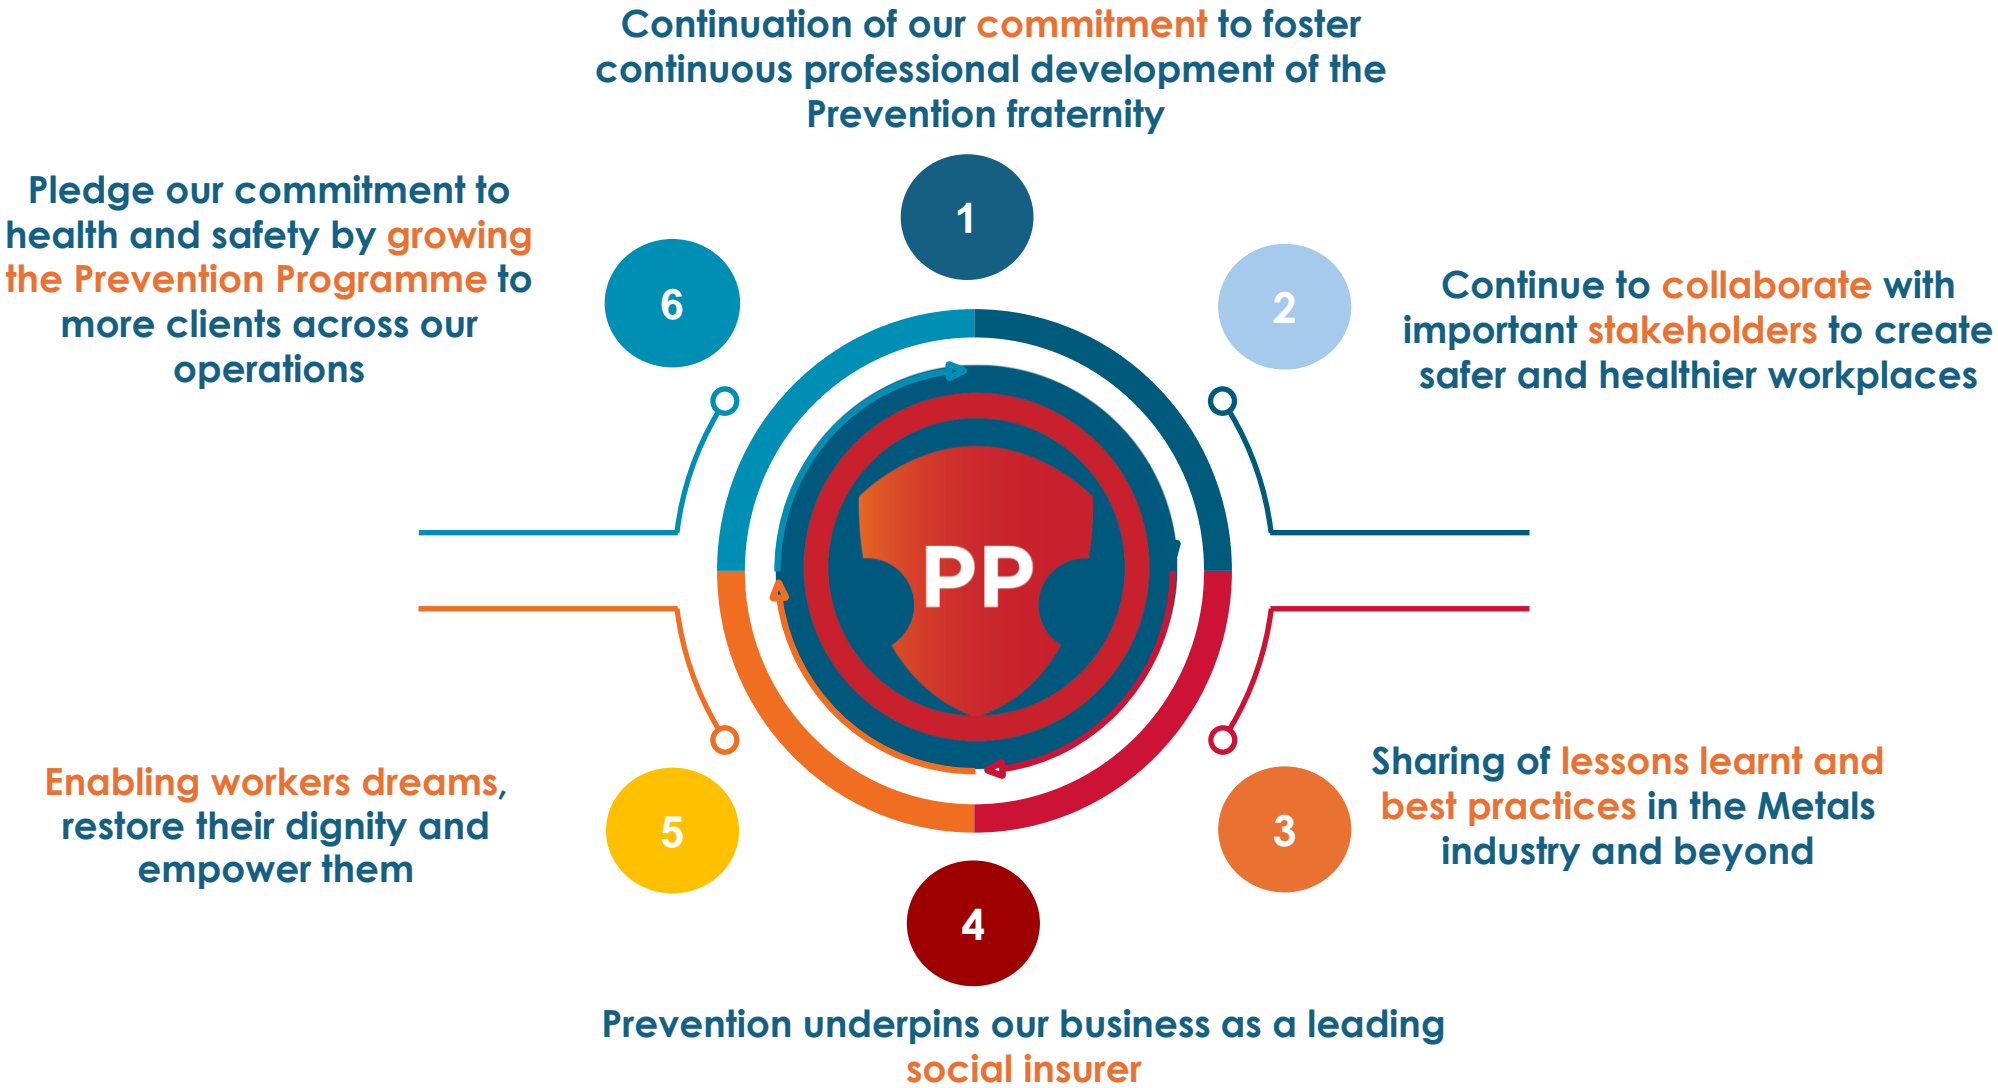 Continuation of our commitment to foster
continuous professional development of the
Prevention fraternity
1
2
Continue to collaborate with
important stakeholders to create
safer and healthier workplaces
3
Sharing of lessons learnt and
best practices in the Metals
industry and beyond
4
Prevention underpins our business as a leading
social insurer
5
Enabling workers dreams,
restore their dignity and
empower them
6
Pledge our commitment to
health and safety by growing
the Prevention Programme to
more clients across our
operations
PP